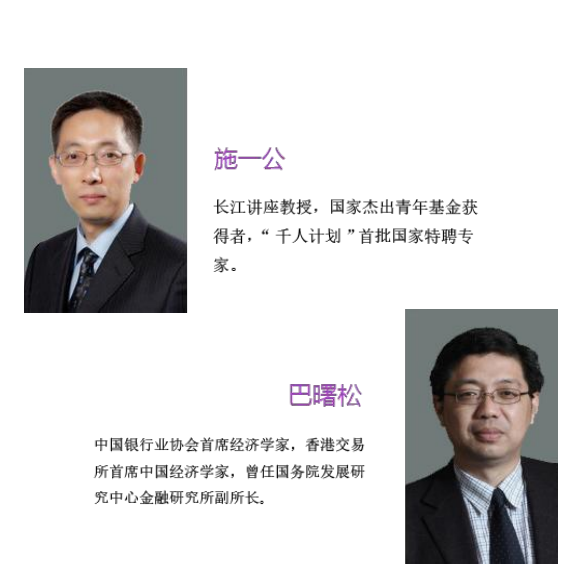 施一公
长江讲座教授，国家杰出青年基金获
得者，“ 千人计划 ”首批国家特聘专
家。
巴曙松
中国银行业协会首席经济学家，香港交易
所首席中国经济学家，曾任国务院发展研
究中心金融研究所副所长。